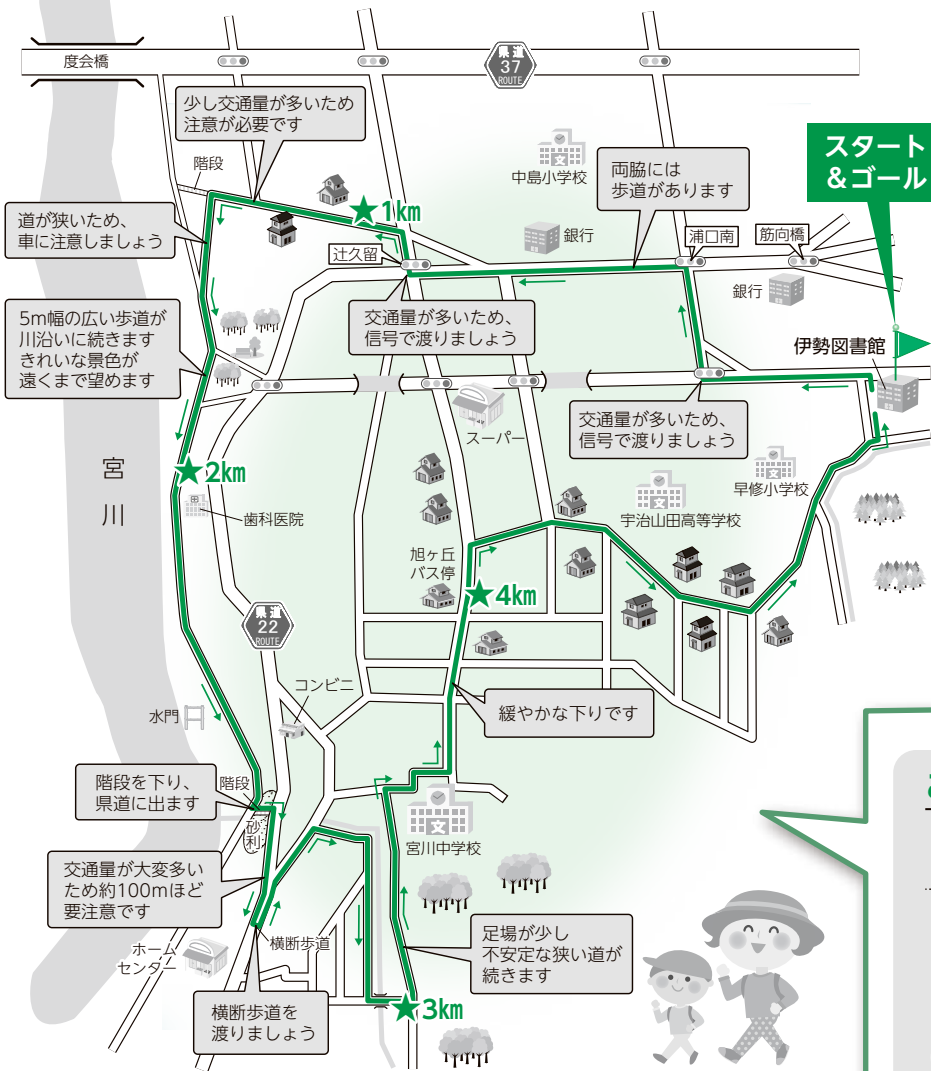 度会橋
県道
37
ROUTE
少し交通量が多いため
注意が必要です
階段
中島小学校
両脇には
歩道があります
スタート
&ゴール
1km
道が狭いため、
車に注意しましょう
辻久留
銀行
浦口南
筋向橋
銀行
5m幅の広い歩道が
川沿いに続きます
きれいな景色が
遠くまで望めます
交通量が多いため、
信号で渡りましょう
伊勢図書館
スーパー
交通量が多いため、
信号で渡りましょう
宮
川
2km
歯科医院
早修小学校
宇治山田高等学校
旭ヶ丘
バス停
4km
県道
22
ROUTE
コンビニ
緩やかな下りです
水門
階段を下り、
県道に出ます
階段
砂利
宮川中学校
交通量が大変多い
ため約100mほど
要注意です
横断歩道
ホーム
センター
足場が少し
不安定な狭い道が
続きます
横断歩道を
渡りましょう
3km
文
文
文
文